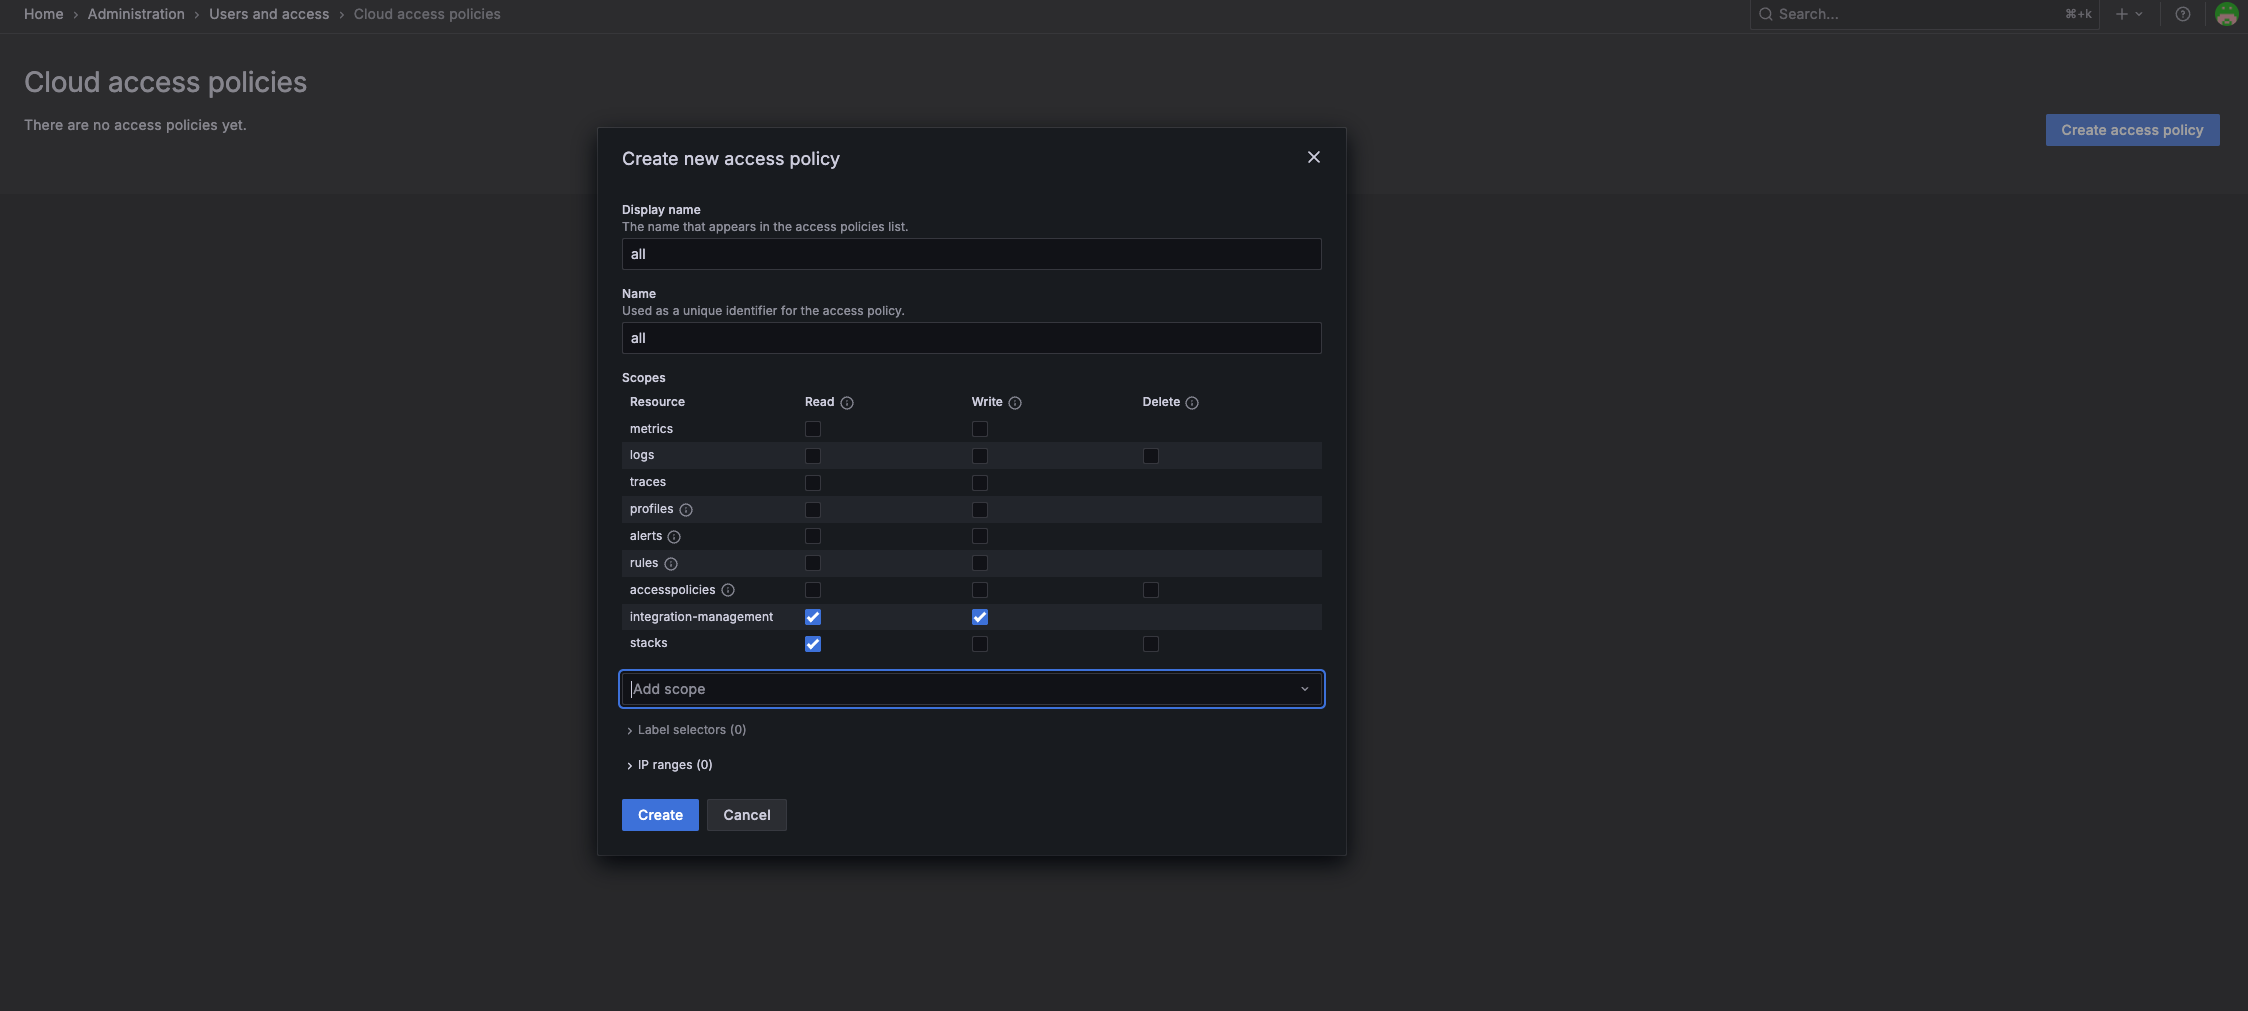 Home › Administration › Users and access › Cloud access policies
Search... ⌘+k
Cloud access policies
There are no access policies yet.
Create access policy
Create new access policy
Display name
The name that appears in the access policies list.
all
Name
Used as a unique identifier for the access policy.
all
Scopes
Resource Read Write Delete
metrics
logs
traces
profiles
alerts
rules
accesspolicies
integration-management
stacks
Add scope
Label selectors (0)
IP ranges (0)
Create Cancel